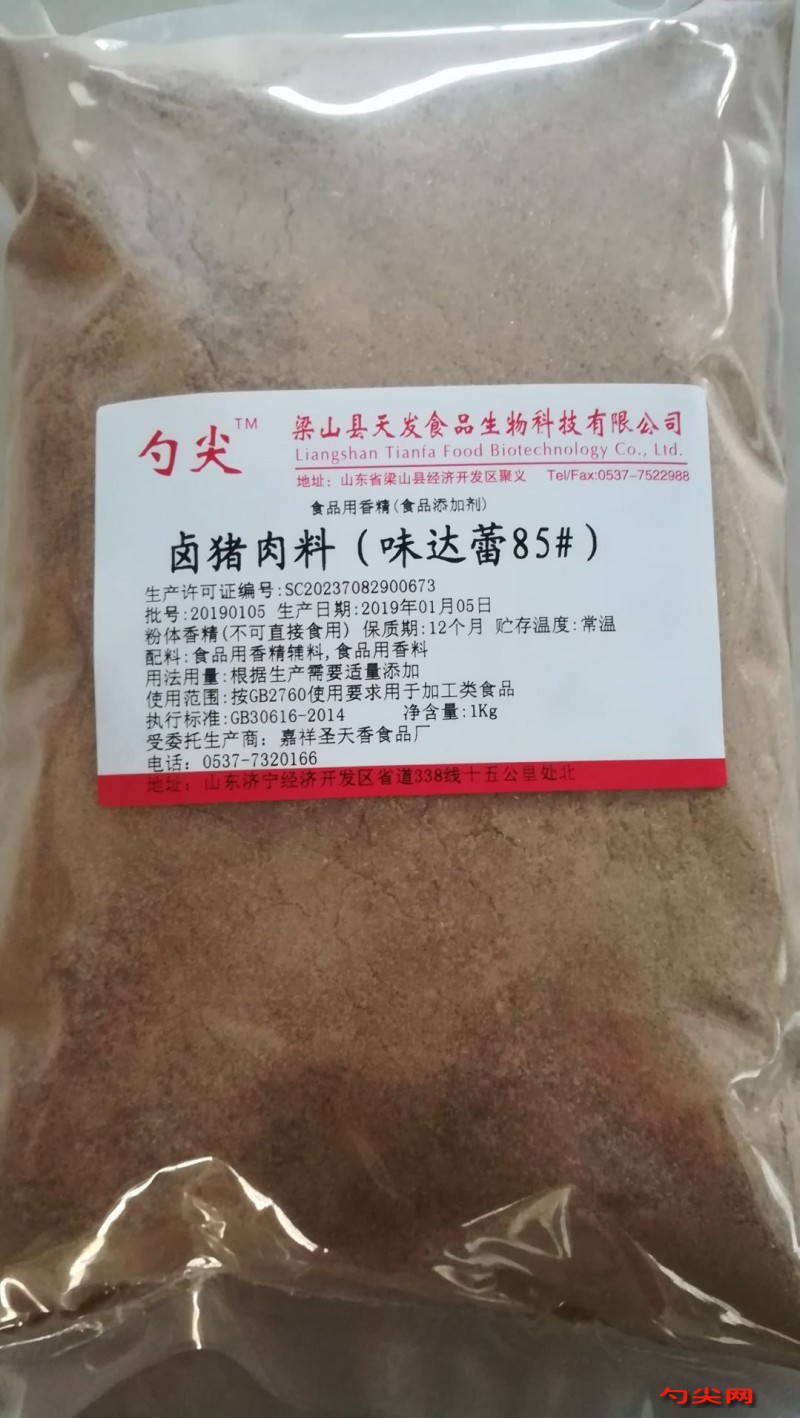 勺尖™
梁山县天发食品生物科技有限公司
Liangshan Tianfa Food Biotechnology Co., Ltd.
地址：山东省梁山县经济开发区聚义 Tel/Fax:0537-7522988
食品用香精(食品添加剂)
卤猪肉料（味达蕾85#）
生产许可证编号:SC20237082900673
批号:20190105 生产日期:2019年01月05日
粉体香精(不可直接食用) 保质期:12个月 贮存温度:常温
配料:食品用香精辅料,食品用香料
用法用量:根据生产需要适量添加
使用范围:按GB2760使用要求用于加工类食品
执行标准:GB30616-2014 净含量:1Kg
受委托生产商：嘉祥圣天香食品厂
电话：0537-7320166
地址：山东济宁经济开发区省道338线十五公里处北
勺尖网